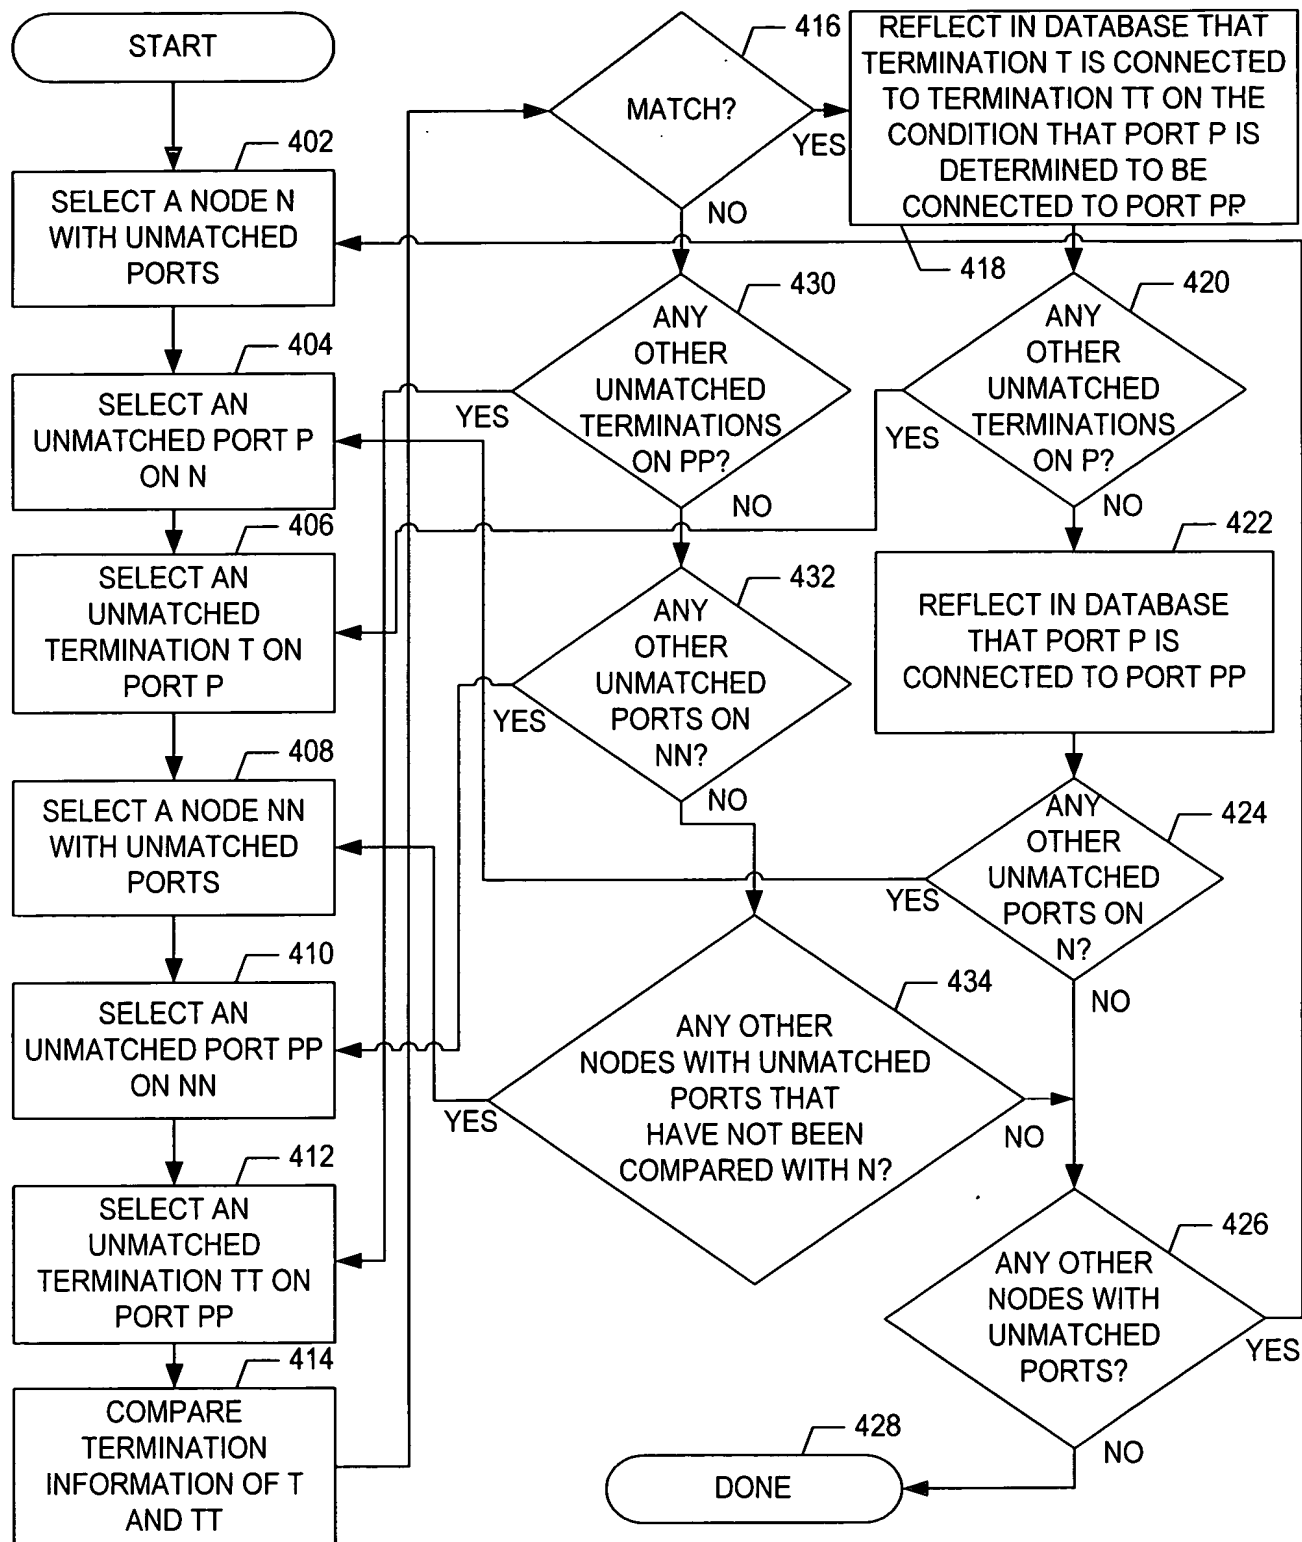 START
402
SELECT A NODE N
WITH UNMATCHED
PORTS
404
SELECT AN
UNMATCHED PORT P
ON N
406
SELECT AN
UNMATCHED
TERMINATION T ON
PORT P
408
SELECT A NODE NN
WITH UNMATCHED
PORTS
410
SELECT AN
UNMATCHED PORT PP
ON NN
412
SELECT AN
UNMATCHED
TERMINATION TT ON
PORT PP
414
COMPARE
TERMINATION
INFORMATION OF T
AND TT
416
MATCH?
YES
NO
REFLECT IN DATABASE THAT
TERMINATION T IS CONNECTED
TO TERMINATION TT ON THE
CONDITION THAT PORT P IS
DETERMINED TO BE
CONNECTED TO PORT PP
418
430
ANY
OTHER
UNMATCHED
TERMINATIONS
ON PP?
YES
NO
420
ANY
OTHER
UNMATCHED
TERMINATIONS
ON P?
YES
NO
422
REFLECT IN DATABASE
THAT PORT P IS
CONNECTED TO PORT PP
432
ANY
OTHER
UNMATCHED
PORTS ON
NN?
YES
NO
424
ANY
OTHER
UNMATCHED
PORTS ON
N?
YES
NO
434
ANY OTHER
NODES WITH UNMATCHED
PORTS THAT
HAVE NOT BEEN
COMPARED WITH N?
YES
NO
426
ANY OTHER
NODES WITH
UNMATCHED
PORTS?
YES
NO
428
DONE